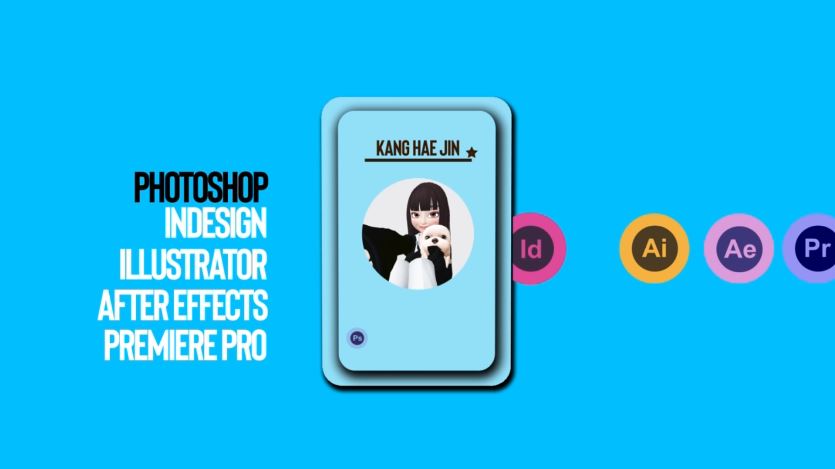 PHOTOSHOP
INDESIGN
ILLUSTRATOR
AFTER EFFECTS
PREMIERE PRO
KANG HAE JIN
Ps
Id
Ai
Ae
Pr